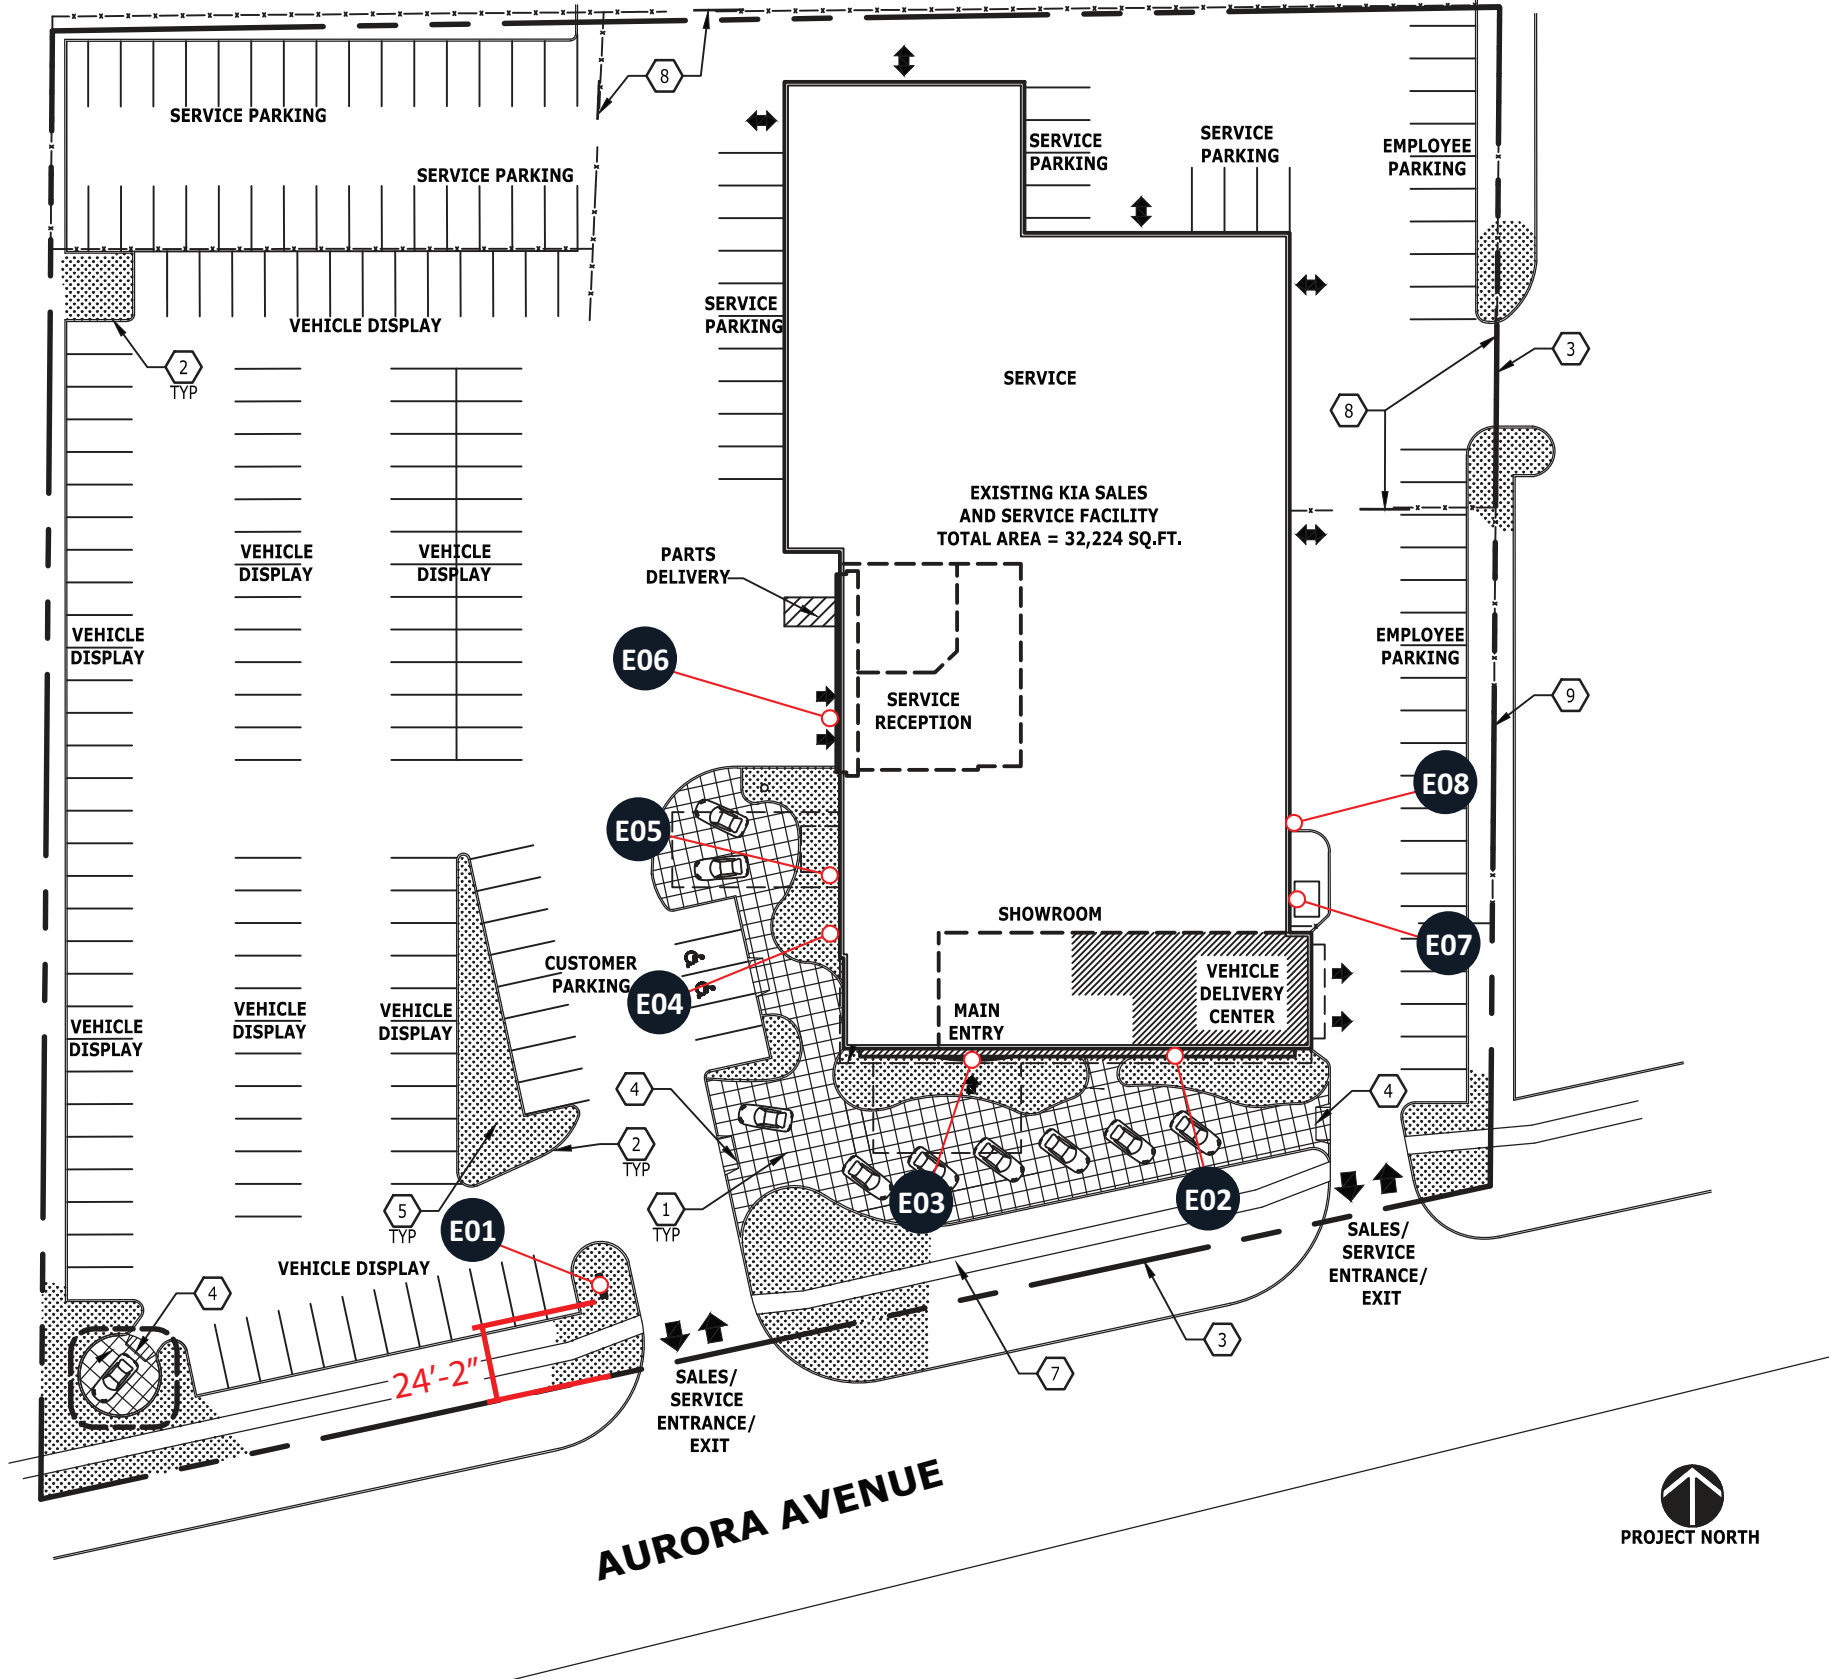 8
SERVICE PARKING
SERVICE PARKING
SERVICE
PARKING
SERVICE
PARKING
EMPLOYEE
PARKING
VEHICLE DISPLAY
SERVICE
PARKING
2
TYP
SERVICE
3
8
EXISTING KIA SALES
AND SERVICE FACILITY
TOTAL AREA = 32,224 SQ.FT.
VEHICLE
DISPLAY
VEHICLE
DISPLAY
PARTS
DELIVERY
VEHICLE
DISPLAY
EMPLOYEE
PARKING
E06
SERVICE
RECEPTION
9
E08
E05
SHOWROOM
E07
CUSTOMER
PARKING
E04
VEHICLE
DELIVERY
CENTER
MAIN
ENTRY
VEHICLE
DISPLAY
VEHICLE
DISPLAY
VEHICLE
DISPLAY
4
4
2
TYP
5
TYP
1
TYP
E01
E03
E02
VEHICLE DISPLAY
4
SALES/
SERVICE
ENTRANCE/
EXIT
3
7
24'-2"
SALES/
SERVICE
ENTRANCE/
EXIT
AURORA AVENUE
PROJECT NORTH